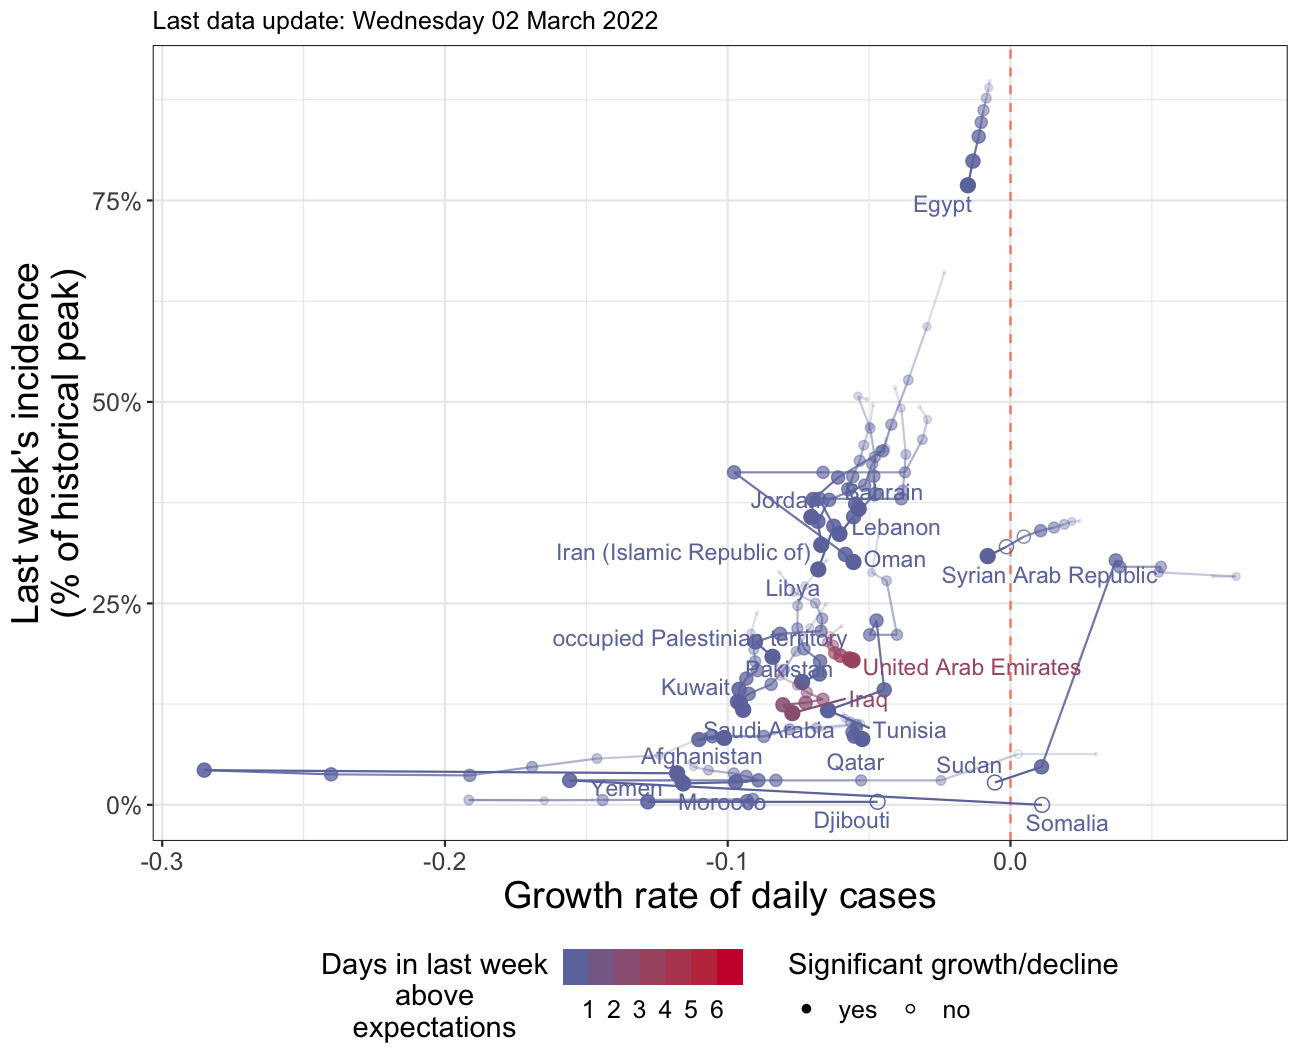 Last data update: Wednesday 02 March 2022
Last week's incidence
(% of historical peak)
75%
50%
25%
0%
Egypt
Jordan
Bahrain
Lebanon
Iran (Islamic Republic of)
Oman
Syrian Arab Republic
Libya
occupied Palestinian territory
United Arab Emirates
Pakistan
Kuwait
Iraq
Saudi Arabia
Tunisia
Afghanistan
Qatar
Sudan
Yemen
Morocco
Djibouti
Somalia
-0.3
-0.2
-0.1
0.0
Growth rate of daily cases
Days in last week
above
expectations
1 2 3 4 5 6
Significant growth/decline
yes
no